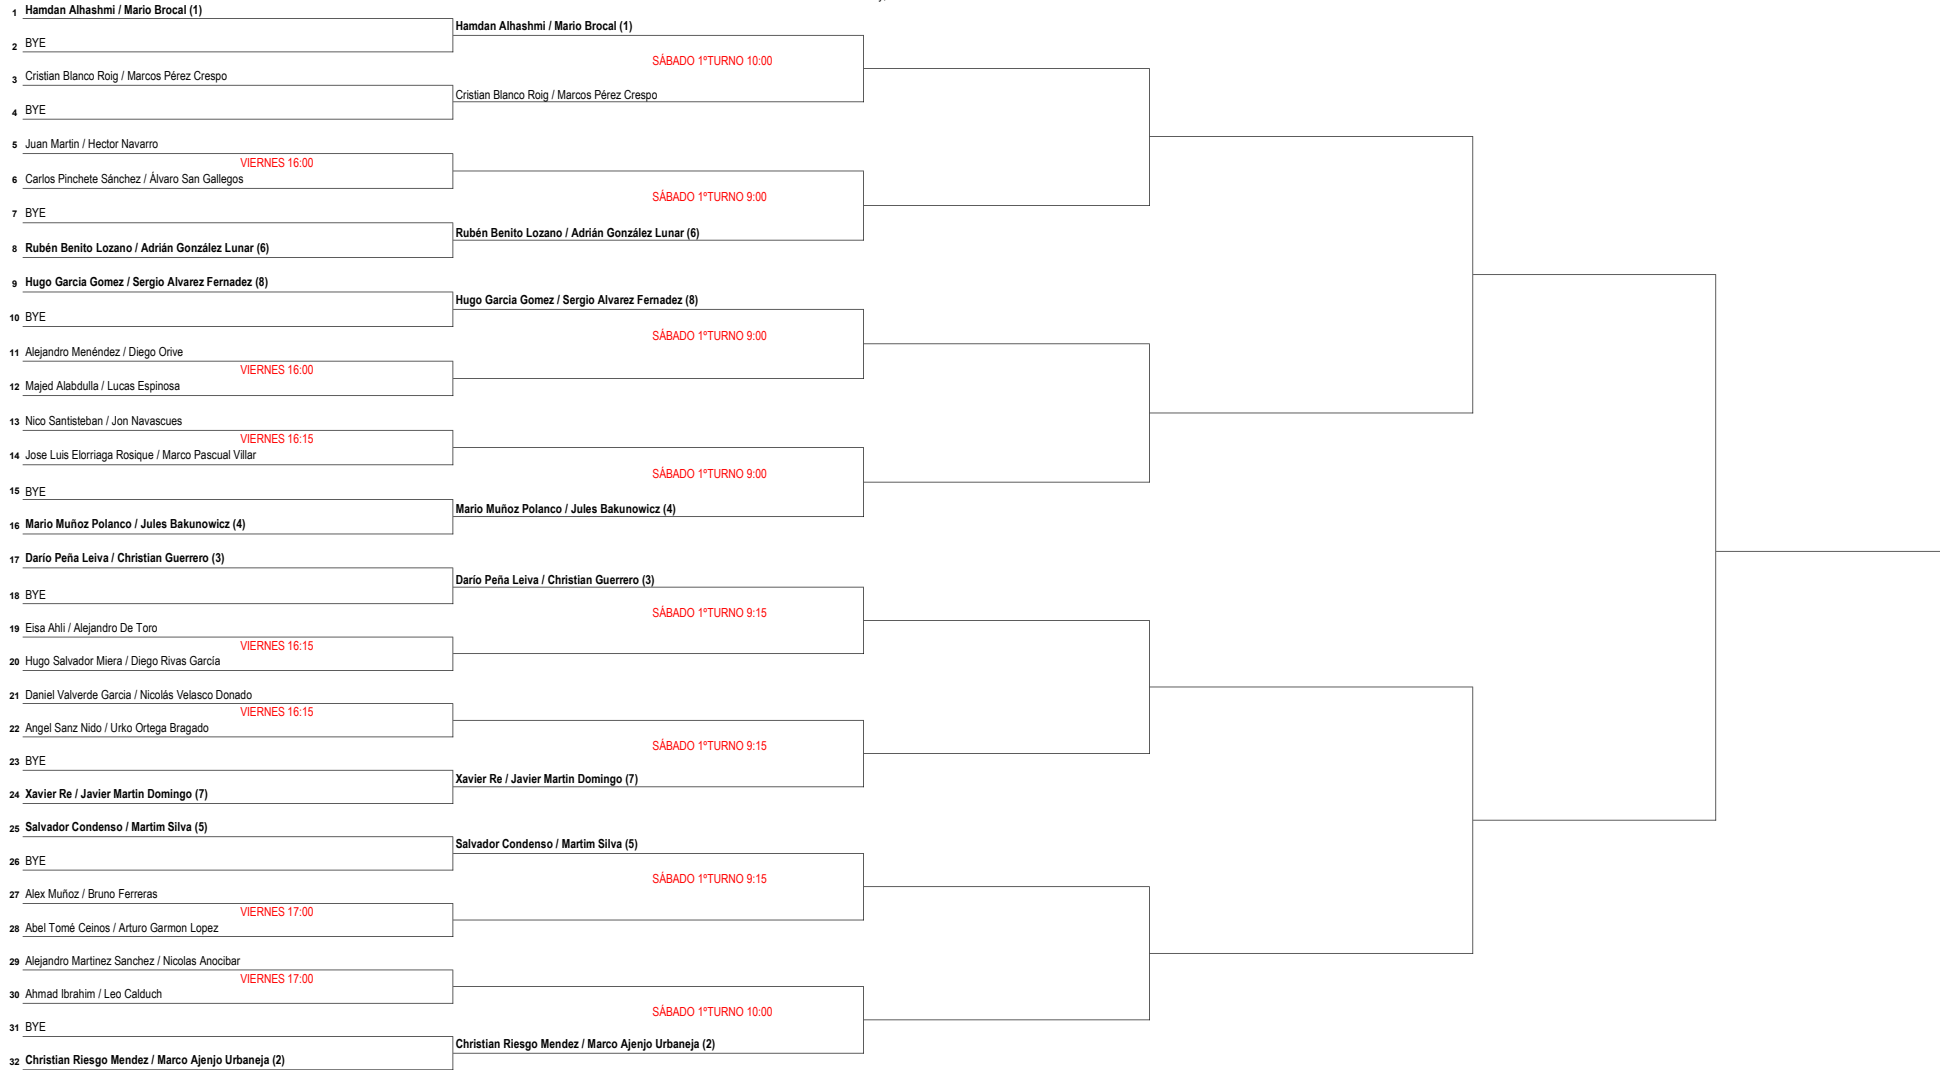 1 Hamdan Alhashmi / Mario Brocal (1)
Hamdan Alhashmi / Mario Brocal (1)
2 BYE
SÁBADO 1ºTURNO 10:00
3 Cristian Blanco Roig / Marcos Pérez Crespo
Cristian Blanco Roig / Marcos Pérez Crespo
4 BYE
5 Juan Martin / Hector Navarro
VIERNES 16:00
6 Carlos Pinchete Sánchez / Álvaro San Gallegos
SÁBADO 1ºTURNO 9:00
7 BYE
Rubén Benito Lozano / Adrián González Lunar (6)
8 Rubén Benito Lozano / Adrián González Lunar (6)
9 Hugo Garcia Gomez / Sergio Alvarez Fernadez (8)
Hugo Garcia Gomez / Sergio Alvarez Fernadez (8)
10 BYE
SÁBADO 1ºTURNO 9:00
11 Alejandro Menéndez / Diego Orive
VIERNES 16:00
12 Majed Alabdulla / Lucas Espinosa
13 Nico Santisteban / Jon Navascues
VIERNES 16:15
14 Jose Luis Elorriaga Rosique / Marco Pascual Villar
SÁBADO 1ºTURNO 9:00
15 BYE
Mario Muñoz Polanco / Jules Bakunowicz (4)
16 Mario Muñoz Polanco / Jules Bakunowicz (4)
17 Darío Peña Leiva / Christian Guerrero (3)
Darío Peña Leiva / Christian Guerrero (3)
18 BYE
SÁBADO 1ºTURNO 9:15
19 Eisa Ahli / Alejandro De Toro
VIERNES 16:15
20 Hugo Salvador Miera / Diego Rivas García
21 Daniel Valverde Garcia / Nicolás Velasco Donado
VIERNES 16:15
22 Angel Sanz Nido / Urko Ortega Bragado
SÁBADO 1ºTURNO 9:15
23 BYE
Xavier Re / Javier Martin Domingo (7)
24 Xavier Re / Javier Martin Domingo (7)
25 Salvador Condenso / Martim Silva (5)
Salvador Condenso / Martim Silva (5)
26 BYE
SÁBADO 1ºTURNO 9:15
27 Alex Muñoz / Bruno Ferreras
VIERNES 17:00
28 Abel Tomé Ceinos / Arturo Garmon Lopez
29 Alejandro Martinez Sanchez / Nicolas Anocibar
VIERNES 17:00
30 Ahmad Ibrahim / Leo Calduch
SÁBADO 1ºTURNO 10:00
31 BYE
Christian Riesgo Mendez / Marco Ajenjo Urbaneja (2)
32 Christian Riesgo Mendez / Marco Ajenjo Urbaneja (2)